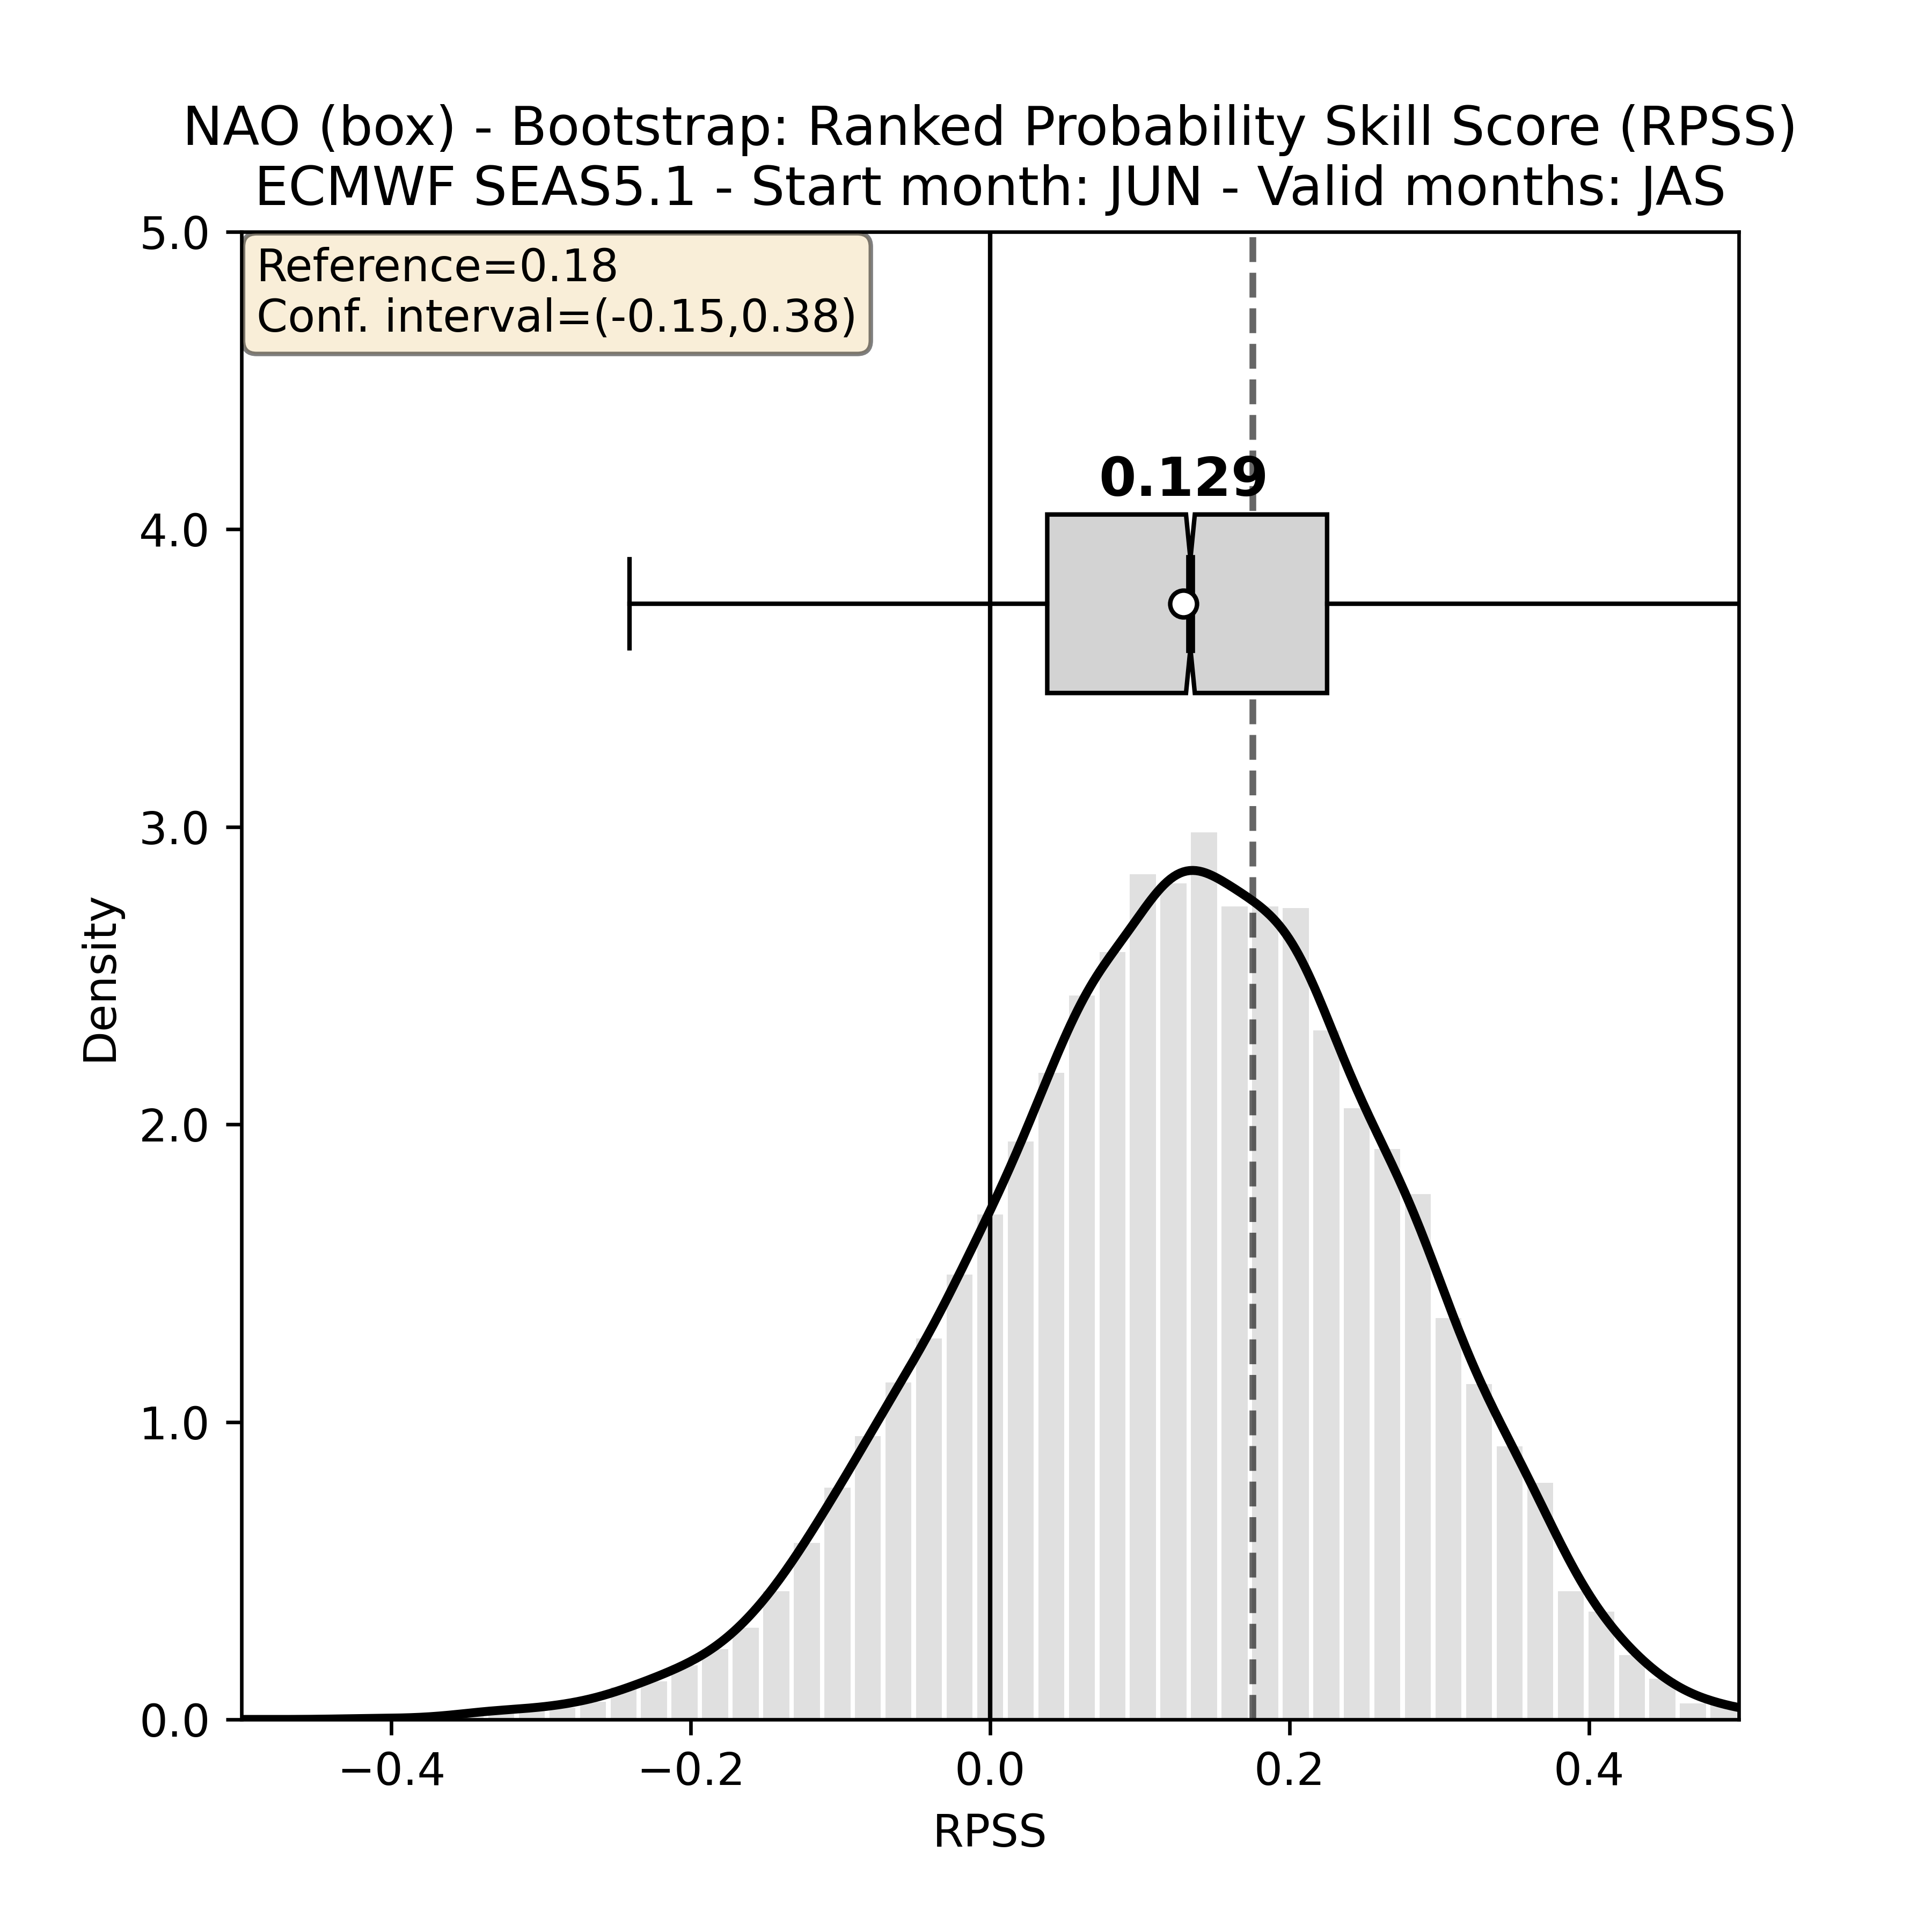 NAO (box) - Bootstrap: Ranked Probability Skill Score (RPSS)
ECMWF SEAS5.1 - Start month: JUN - Valid months: JAS
Reference=0.18
Conf. interval=(-0.15,0.38)
0.129
5.0
4.0
3.0
2.0
1.0
0.0
Density
−0.4 −0.2 0.0 0.2 0.4
RPSS